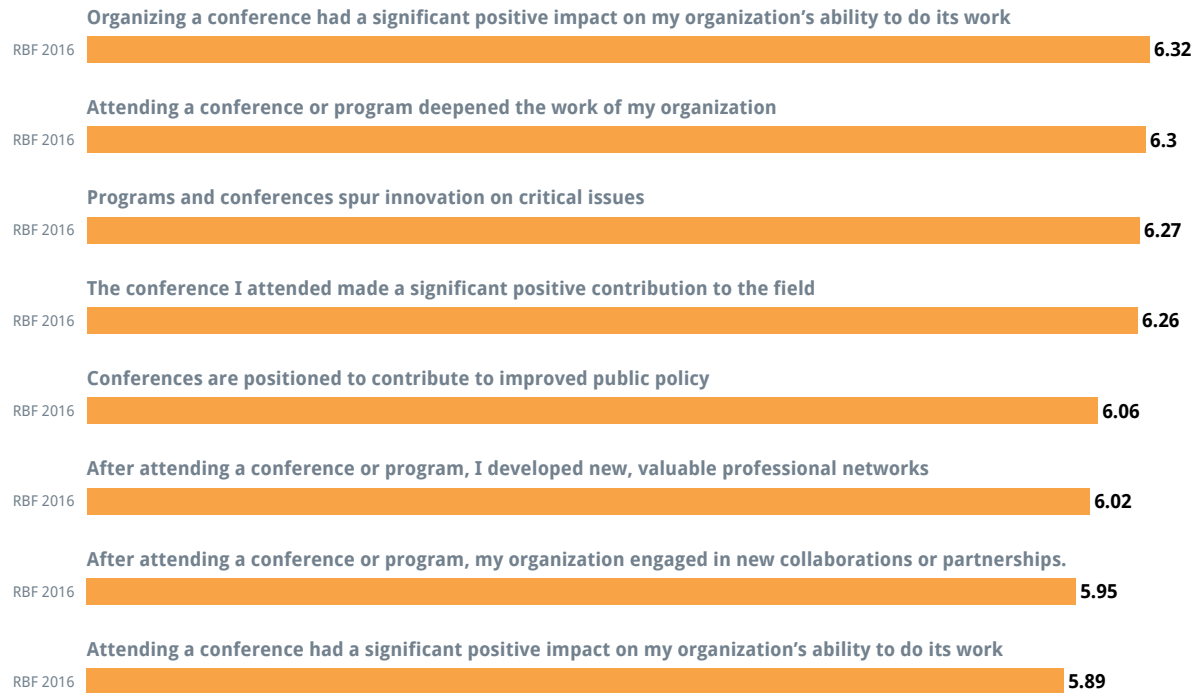 Organizing a conference had a significant positive impact on my organization’s ability to do its work
RBF 2016 6.32
Attending a conference or program deepened the work of my organization
RBF 2016 6.3
Programs and conferences spur innovation on critical issues
RBF 2016 6.27
The conference I attended made a significant positive contribution to the field
RBF 2016 6.26
Conferences are positioned to contribute to improved public policy
RBF 2016 6.06
After attending a conference or program, I developed new, valuable professional networks
RBF 2016 6.02
After attending a conference or program, my organization engaged in new collaborations or partnerships.
RBF 2016 5.95
Attending a conference had a significant positive impact on my organization’s ability to do its work
RBF 2016 5.89